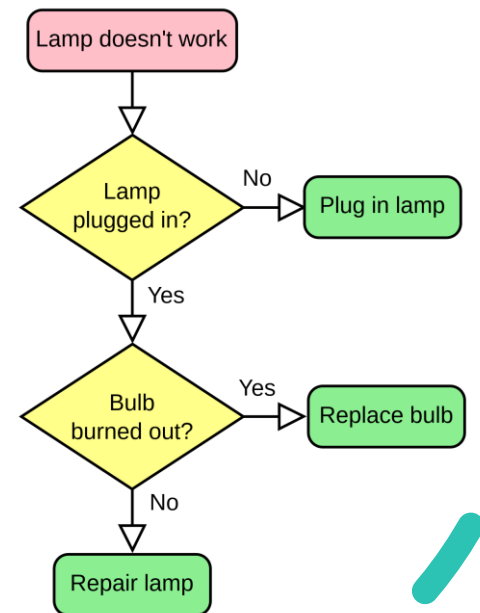 Lamp doesn't work
Lamp
plugged in?
No
Plug in lamp
Yes
Bulb
burned out?
Yes
Replace bulb
No
Repair lamp